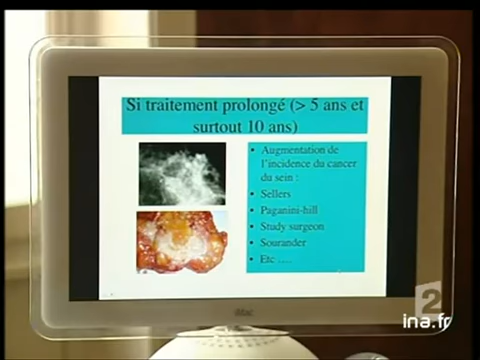 Si traitement prolongé (> 5 ans et
surtout 10 ans)
• Augmentation de
l'incidence du cancer
du sein :
• Sellers
• Paganini-hill
• Study surgeon
• Sourander
• Etc ….
iMac
2
ina.fr